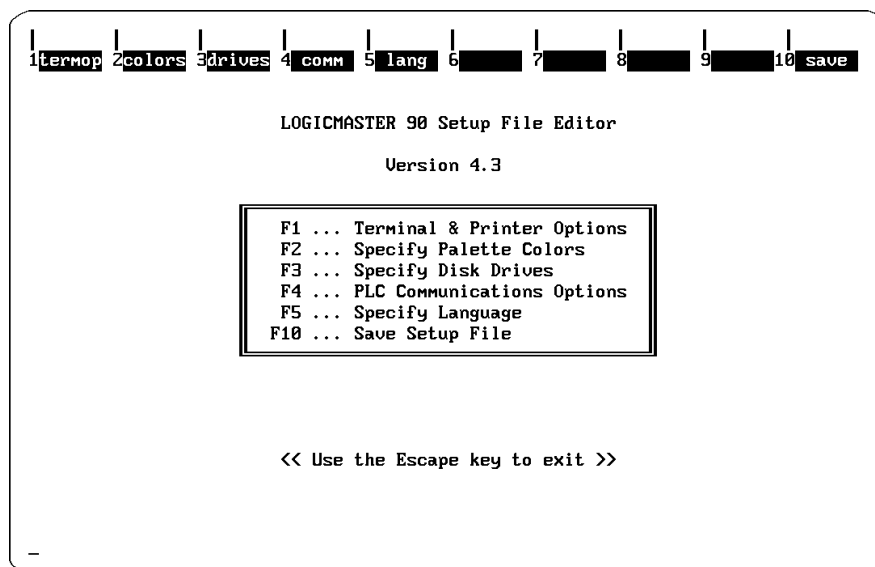 1termop 2colors 3drives 4 comm 5 lang 6 7 8 9 10 save
LOGICMASTER 90 Setup File Editor
Version 4.3
F1 ... Terminal & Printer Options
F2 ... Specify Palette Colors
F3 ... Specify Disk Drives
F4 ... PLC Communications Options
F5 ... Specify Language
F10 ... Save Setup File
<< Use the Escape key to exit >>
_